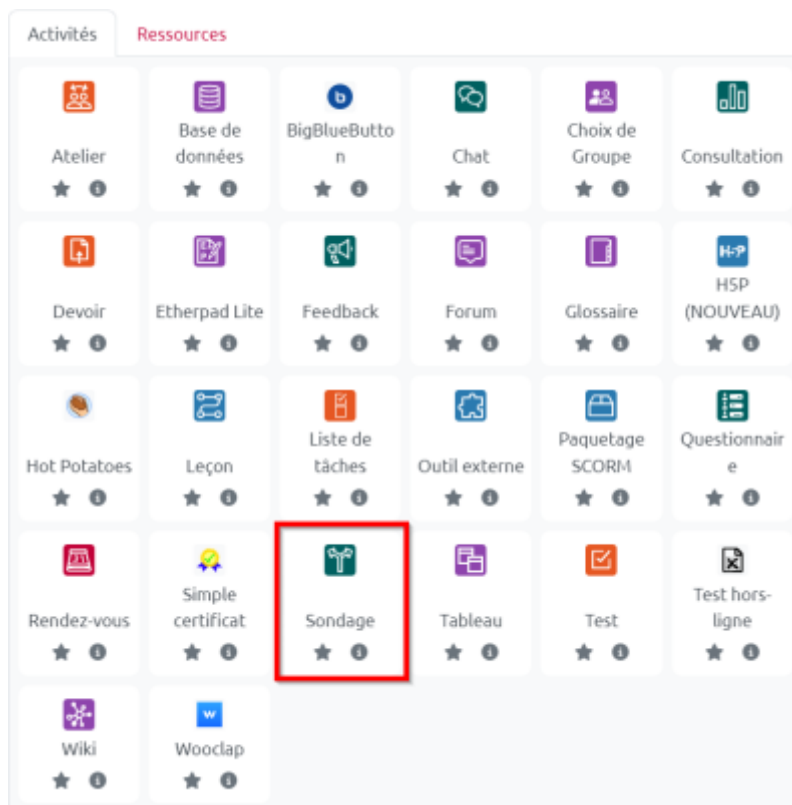 Activités Ressources
Atelier
Base de
données
BigBlueButto
n
Chat
Choix de
Groupe
Consultation
Devoir
Etherpad Lite
Feedback
Forum
Glossaire
H-P
H5P
(NOUVEAU)
Hot Potatoes
Leçon
Liste de
tâches
Outil externe
Paquetage
SCORM
Questionnair
e
Rendez-vous
Simple
certificat
Sondage
Tableau
Test
Test hors-
ligne
Wiki
Wooclap